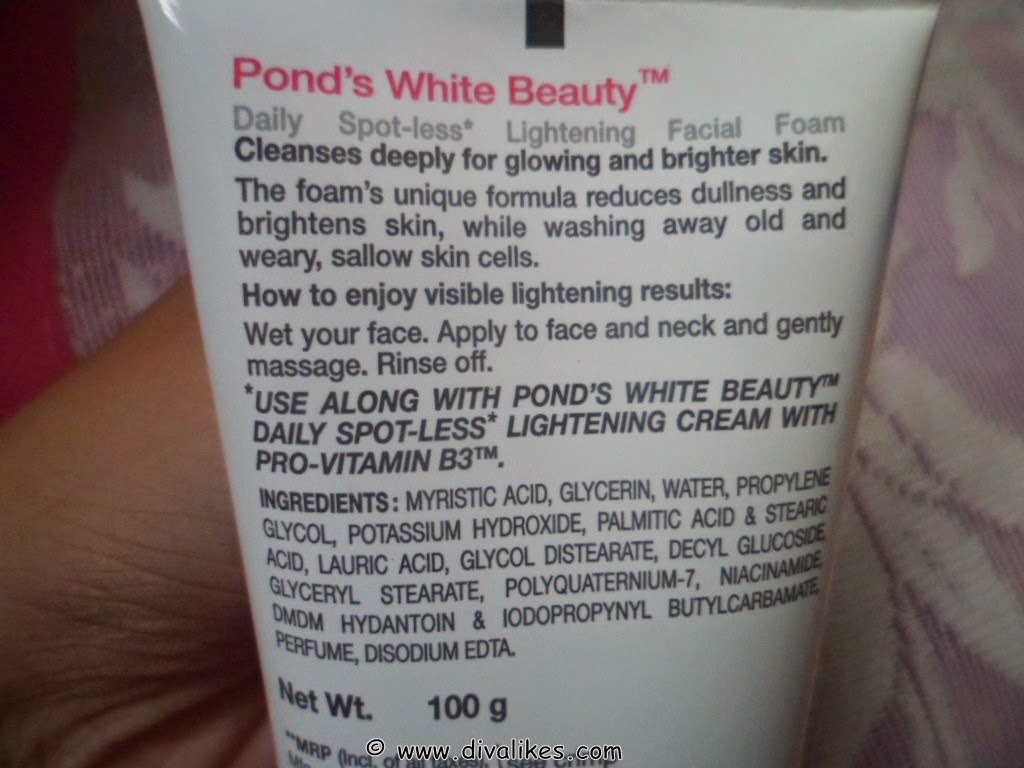 Pond's White Beauty™
Daily Spot-less* Lightening Facial Foam
Cleanses deeply for glowing and brighter skin.
The foam's unique formula reduces dullness and
brightens skin, while washing away old and
weary, sallow skin cells.
How to enjoy visible lightening results:
Wet your face. Apply to face and neck and gently
massage. Rinse off.
*USE ALONG WITH POND'S WHITE BEAUTY™
DAILY SPOT-LESS* LIGHTENING CREAM WITH
PRO-VITAMIN B3™.
INGREDIENTS: MYRISTIC ACID, GLYCERIN, WATER, PROPYLENE
GLYCOL, POTASSIUM HYDROXIDE, PALMITIC ACID & STEARIC
ACID, LAURIC ACID, GLYCOL DISTEARATE, DECYL GLUCOSIDE
GLYCERYL STEARATE, POLYQUATERNIUM-7, NIACINAMIDE,
DMDM HYDANTOIN & IODOPROPYNYL BUTYLCARBAMATE,
PERFUME, DISODIUM EDTA.
Net Wt. 100 g
**MRP (Incl. of all taxes),
© www.divalikes.com